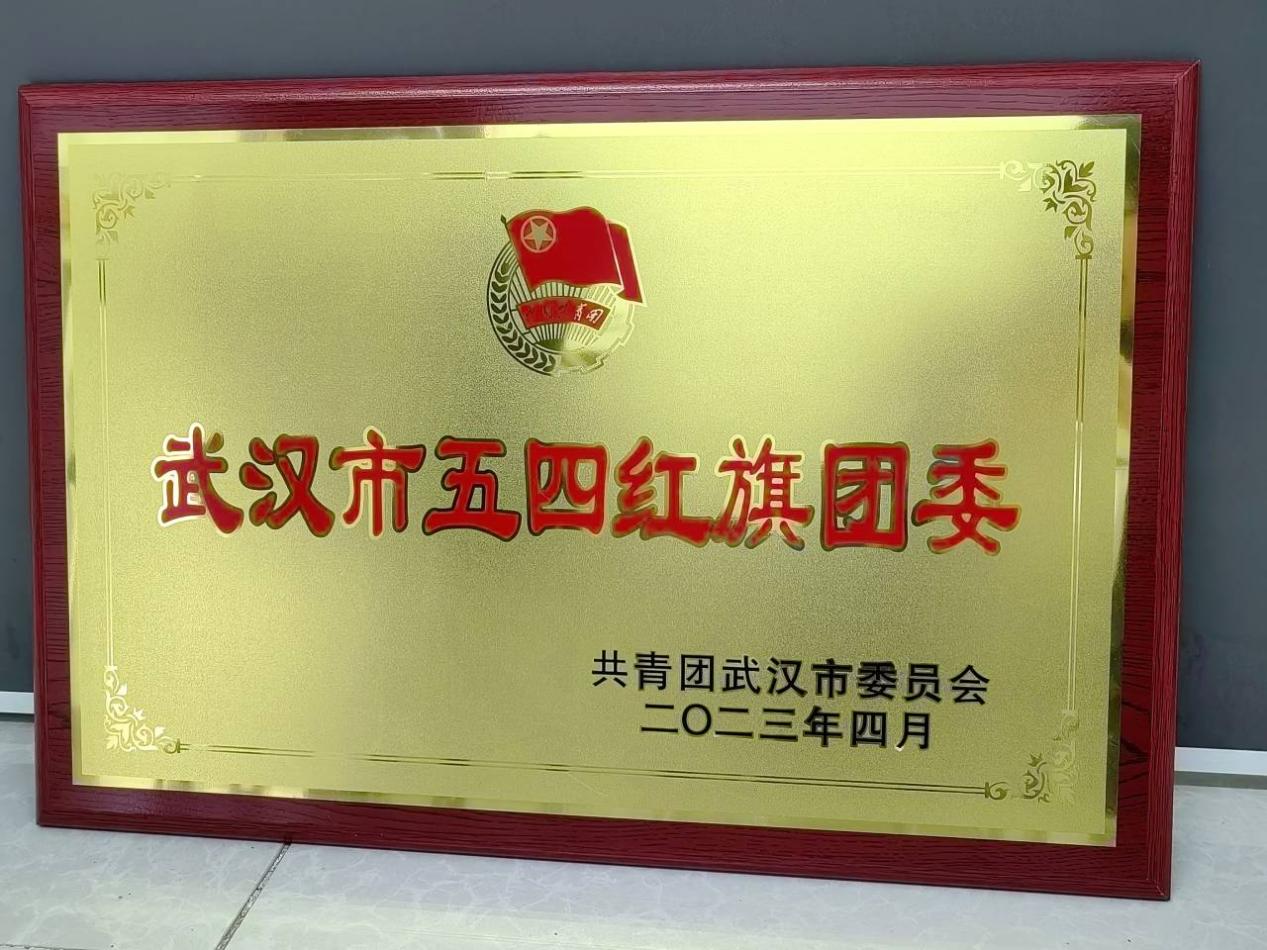 武汉市五四红旗团委
共青团武汉市委员会
二〇二三年四月